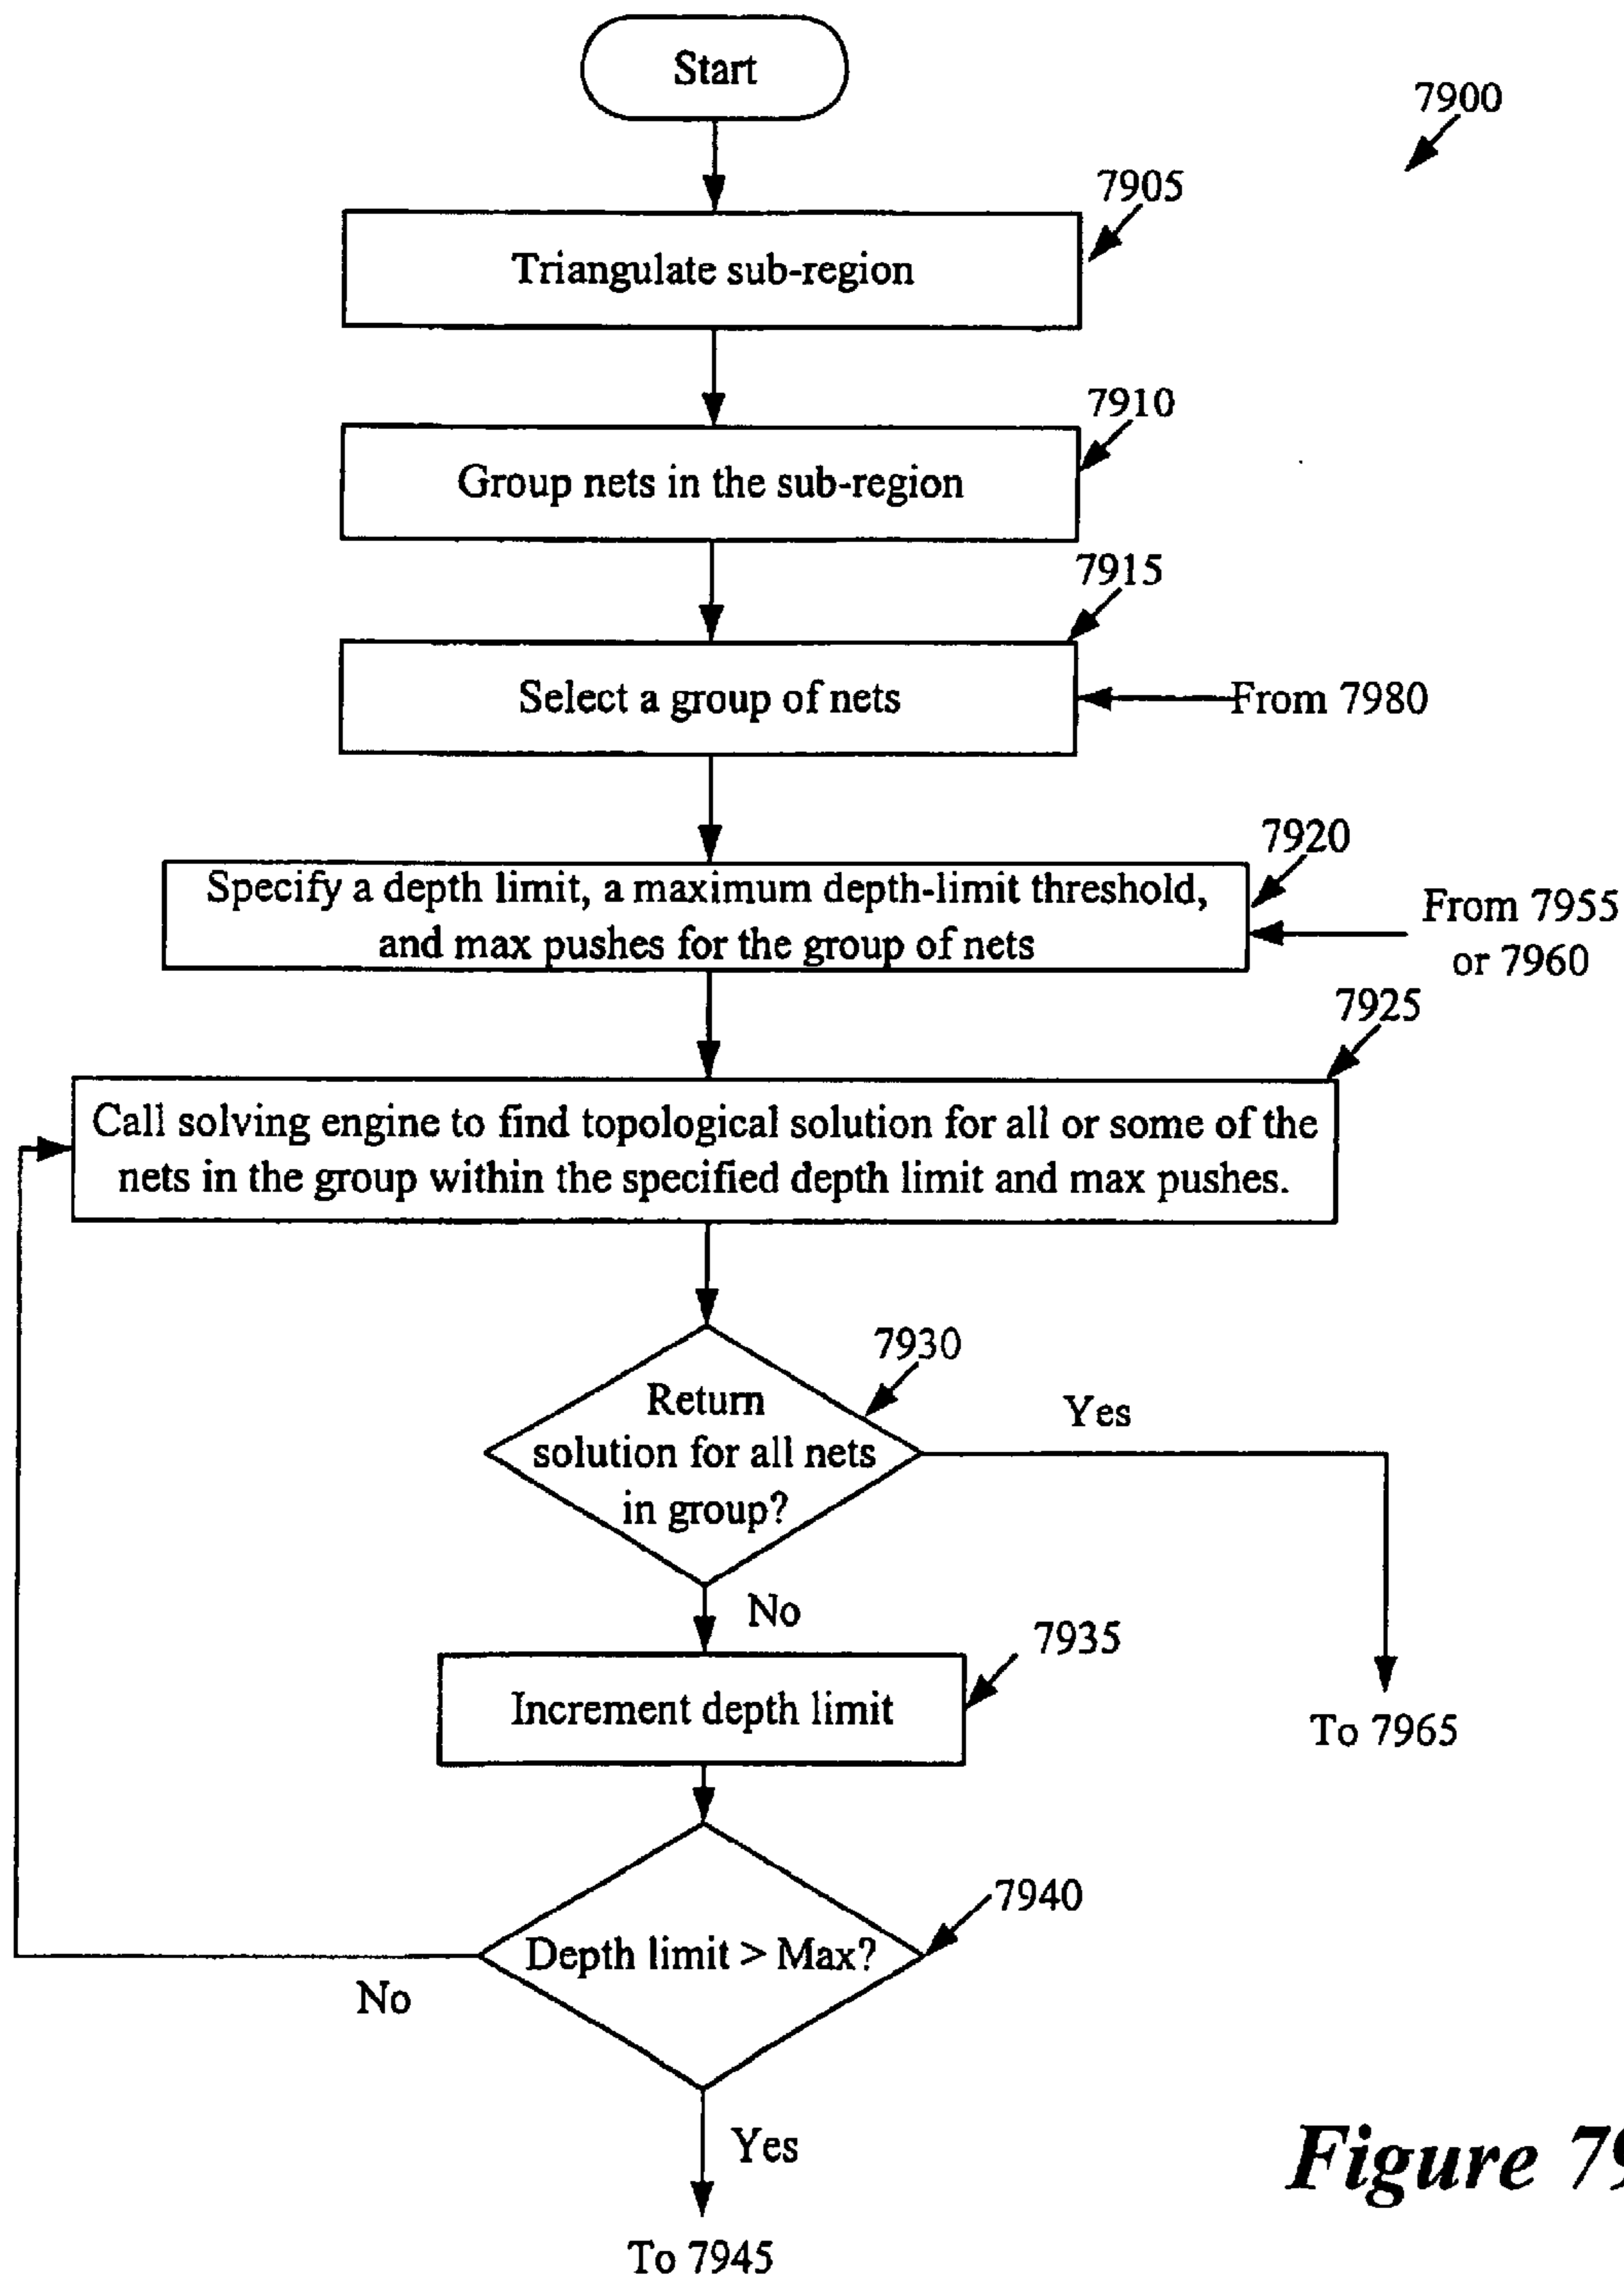 Start
7900
7905
Triangulate sub-region
7910
Group nets in the sub-region
7915
Select a group of nets
From 7980
7920
Specify a depth limit, a maximum depth-limit threshold,
and max pushes for the group of nets
From 7955
or 7960
7925
Call solving engine to find topological solution for all or some of the
nets in the group within the specified depth limit and max pushes.
7930
Return
solution for all nets
in group?
Yes
No
7935
Increment depth limit
To 7965
7940
Depth limit > Max?
No
Yes
To 7945
Figure 79